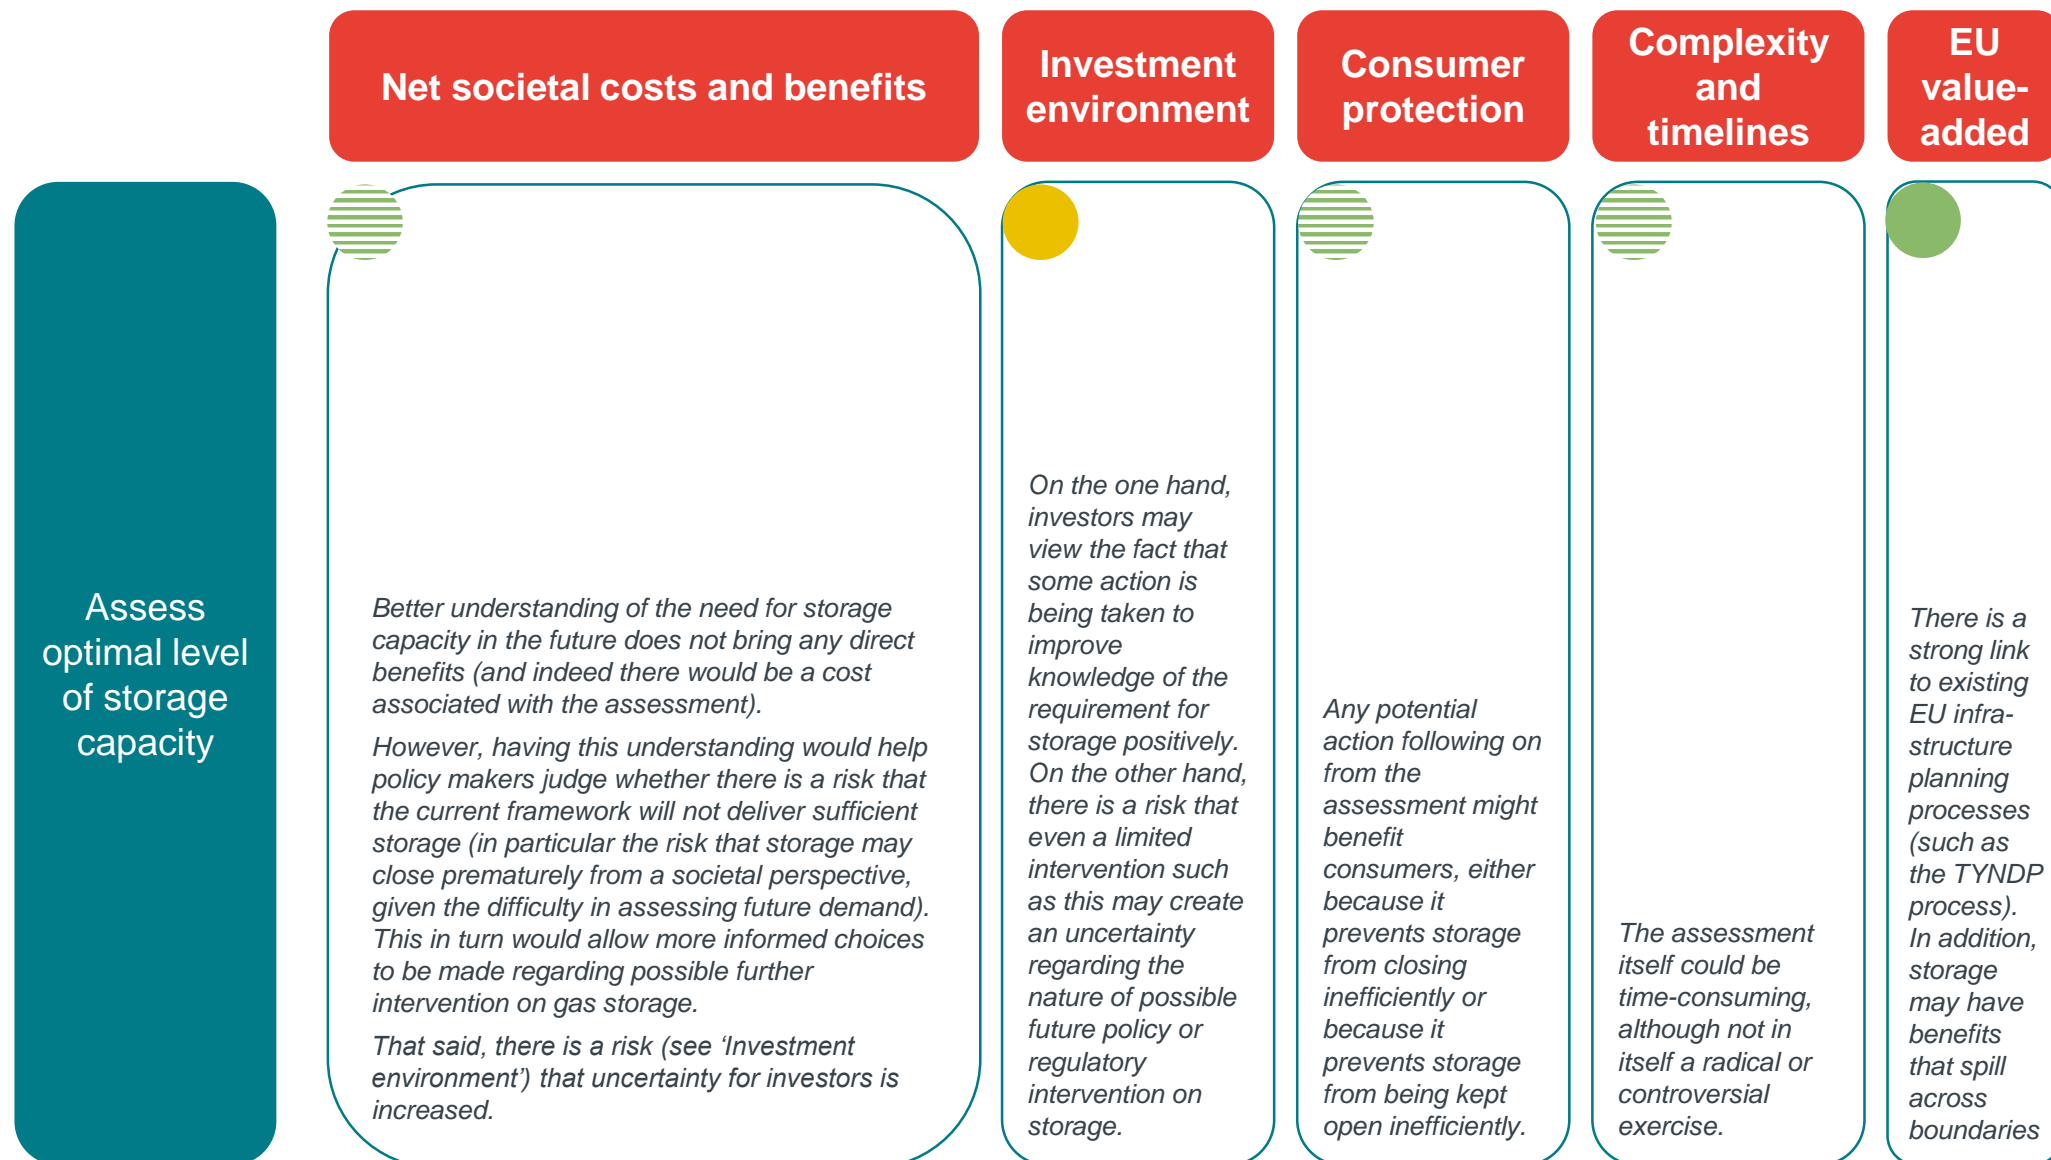 Net societal costs and benefits
Investment
environment
Consumer
protection
Complexity
and
timelines
EU
value-
added
Assess
optimal level
of storage
capacity
Better understanding of the need for storage
capacity in the future does not bring any direct
benefits (and indeed there would be a cost
associated with the assessment).
However, having this understanding would help
policy makers judge whether there is a risk that
the current framework will not deliver sufficient
storage (in particular the risk that storage may
close prematurely from a societal perspective,
given the difficulty in assessing future demand).
This in turn would allow more informed choices
to be made regarding possible further
intervention on gas storage.
That said, there is a risk (see ‘Investment
environment’) that uncertainty for investors is
increased.
On the one hand,
investors may
view the fact that
some action is
being taken to
improve
knowledge of the
requirement for
storage positively.
On the other hand,
there is a risk that
even a limited
intervention such
as this may create
an uncertainty
regarding the
nature of possible
future policy or
regulatory
intervention on
storage.
Any potential
action following on
from the
assessment might
benefit
consumers, either
because it
prevents storage
from closing
inefficiently or
because it
prevents storage
from being kept
open inefficiently.
The assessment
itself could be
time-consuming,
although not in
itself a radical or
controversial
exercise.
There is a
strong link
to existing
EU infra-
structure
planning
processes
(such as
the TYNDP
process).
In addition,
storage
may have
benefits
that spill
across
boundaries